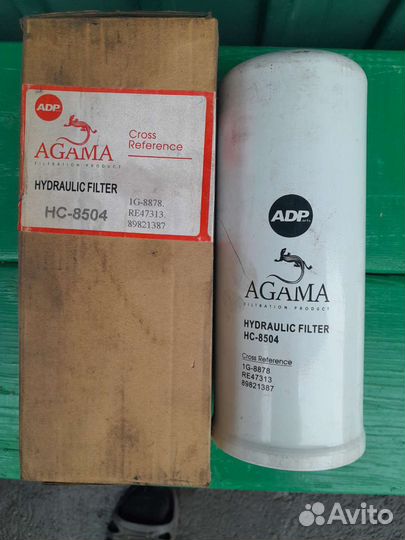 ADP
AGAMA
FILTRATION PRODUCT
Cross
Reference
HYDRAULIC FILTER
HC-8504
1G-8878.
RE47313.
89821387
ADP
AGAMA
FILTRATION PRODUCT
HYDRAULIC FILTER
HC-8504
Cross Reference
1G-8878
RE47313
89821387
Avito